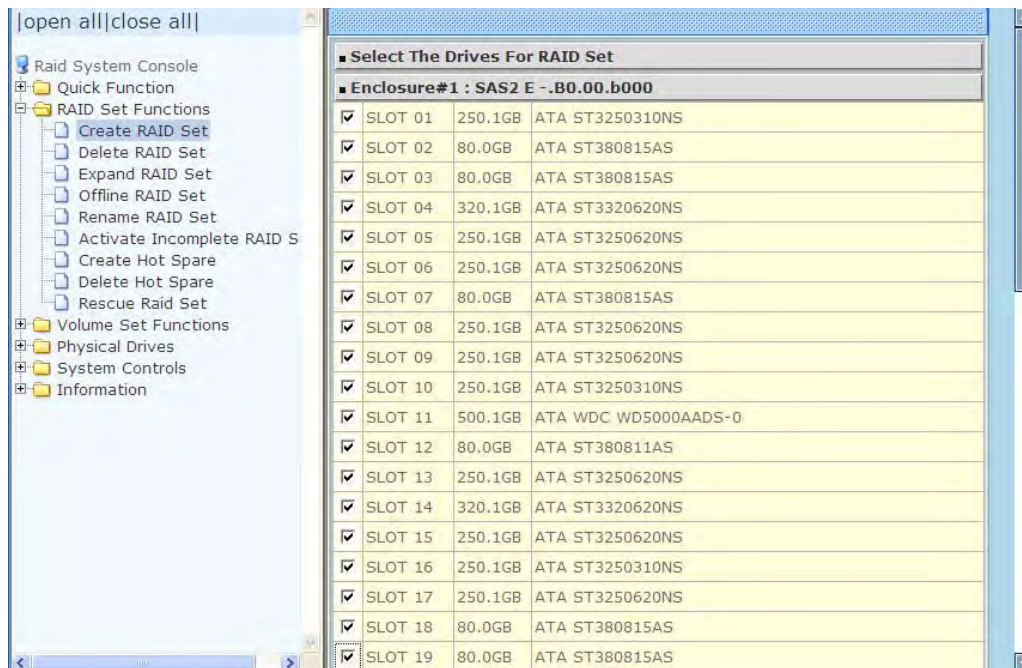 |open all|close all|
Raid System Console
Quick Function
RAID Set Functions
Create RAID Set
Delete RAID Set
Expand RAID Set
Offline RAID Set
Rename RAID Set
Activate Incomplete RAID S
Create Hot Spare
Delete Hot Spare
Rescue Raid Set
Volume Set Functions
Physical Drives
System Controls
Information
Select The Drives For RAID Set
Enclosure#1 : SAS2 E -.B0.00.b000
SLOT 01 250.1GB ATA ST3250310NS
SLOT 02 80.0GB ATA ST380815AS
SLOT 03 80.0GB ATA ST380815AS
SLOT 04 320.1GB ATA ST3320620NS
SLOT 05 250.1GB ATA ST3250620NS
SLOT 06 250.1GB ATA ST3250620NS
SLOT 07 80.0GB ATA ST380815AS
SLOT 08 250.1GB ATA ST3250620NS
SLOT 09 250.1GB ATA ST3250620NS
SLOT 10 250.1GB ATA ST3250310NS
SLOT 11 500.1GB ATA WDC WD5000AADS-0
SLOT 12 80.0GB ATA ST380811AS
SLOT 13 250.1GB ATA ST3250620NS
SLOT 14 320.1GB ATA ST3320620NS
SLOT 15 250.1GB ATA ST3250620NS
SLOT 16 250.1GB ATA ST3250310NS
SLOT 17 250.1GB ATA ST3250620NS
SLOT 18 80.0GB ATA ST380815AS
SLOT 19 80.0GB ATA ST380815AS